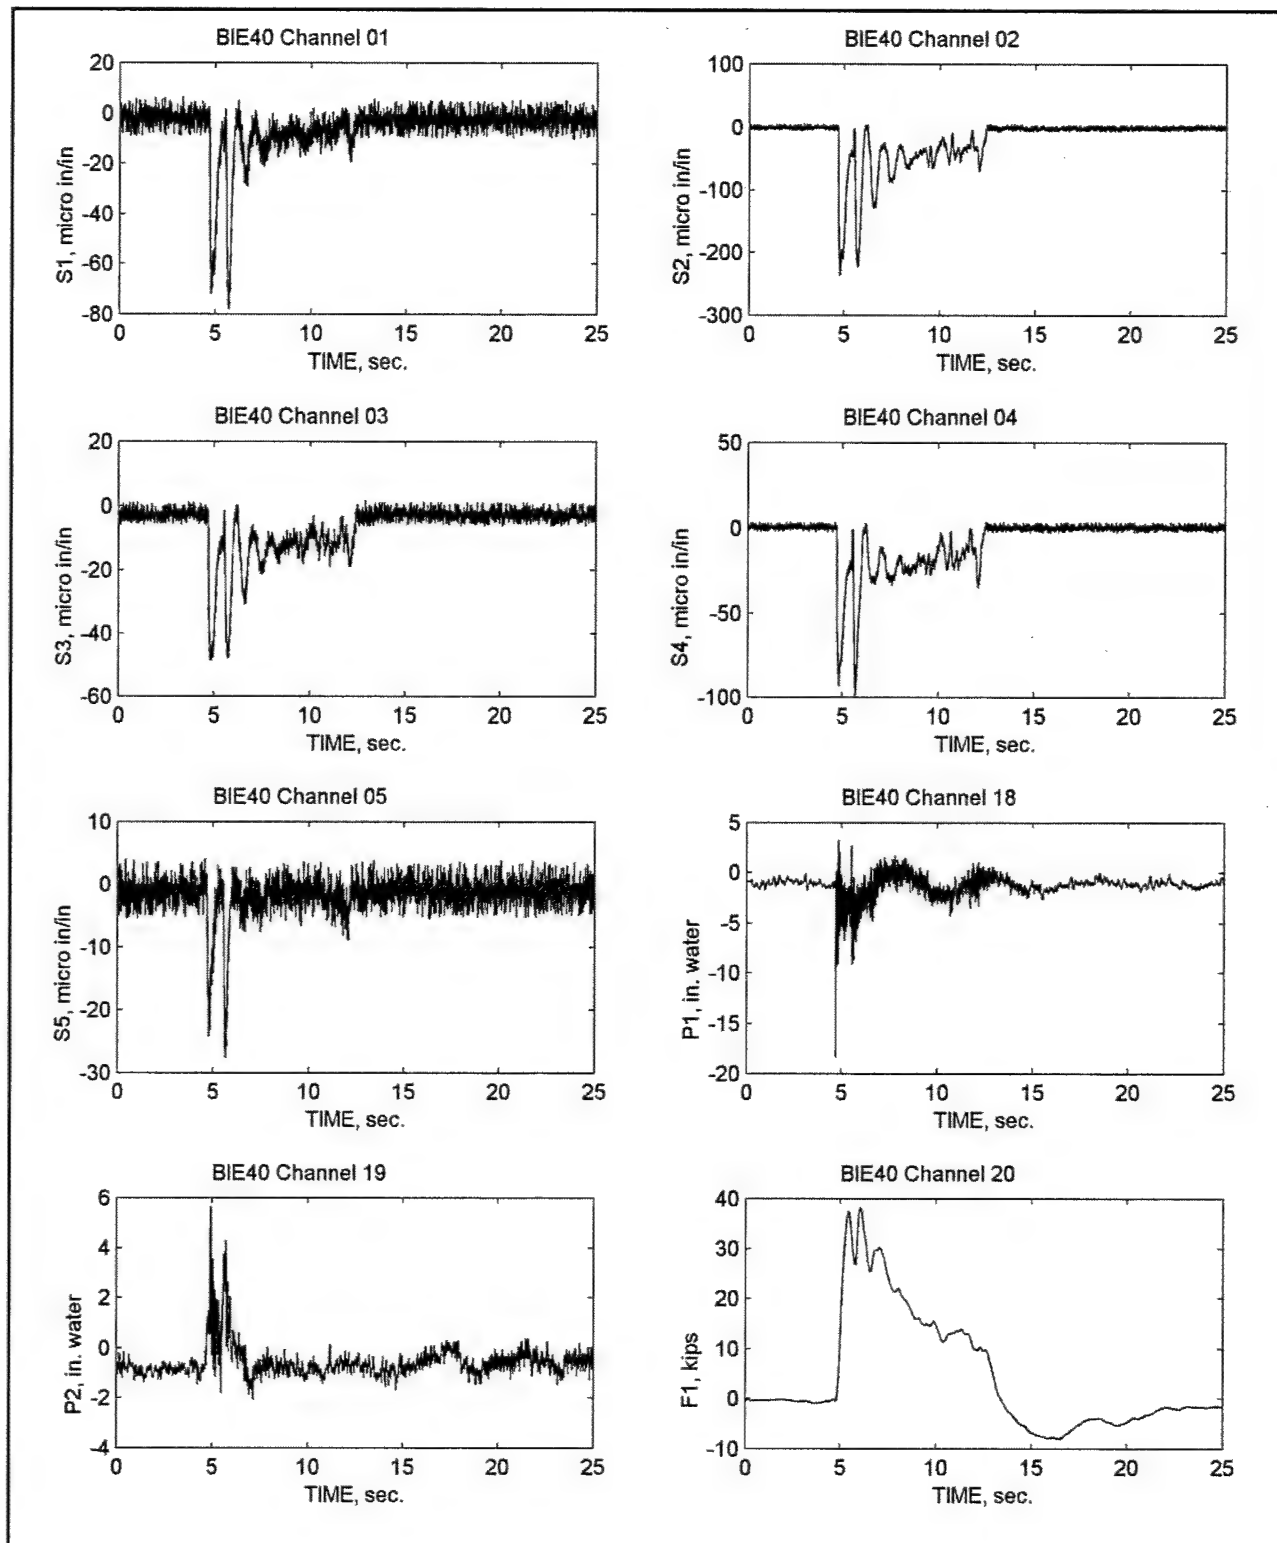 BIE40 Channel 01
20
0
-20
-40
-60
-80
S1, micro in/in
0 5 10 15 20 25
TIME, sec.
BIE40 Channel 02
100
0
-100
-200
-300
S2, micro in/in
0 5 10 15 20 25
TIME, sec.
BIE40 Channel 03
20
0
-20
-40
-60
S3, micro in/in
0 5 10 15 20 25
TIME, sec.
BIE40 Channel 04
50
0
-50
-100
S4, micro in/in
0 5 10 15 20 25
TIME, sec.
BIE40 Channel 05
10
0
-10
-20
-30
S5, micro in/in
0 5 10 15 20 25
TIME, sec.
BIE40 Channel 18
5
0
-5
-10
-15
-20
P1, in. water
0 5 10 15 20 25
TIME, sec.
BIE40 Channel 19
6
4
2
0
-2
-4
P2, in. water
0 5 10 15 20 25
TIME, sec.
BIE40 Channel 20
40
30
20
10
0
-10
F1, kips
0 5 10 15 20 25
TIME, sec.